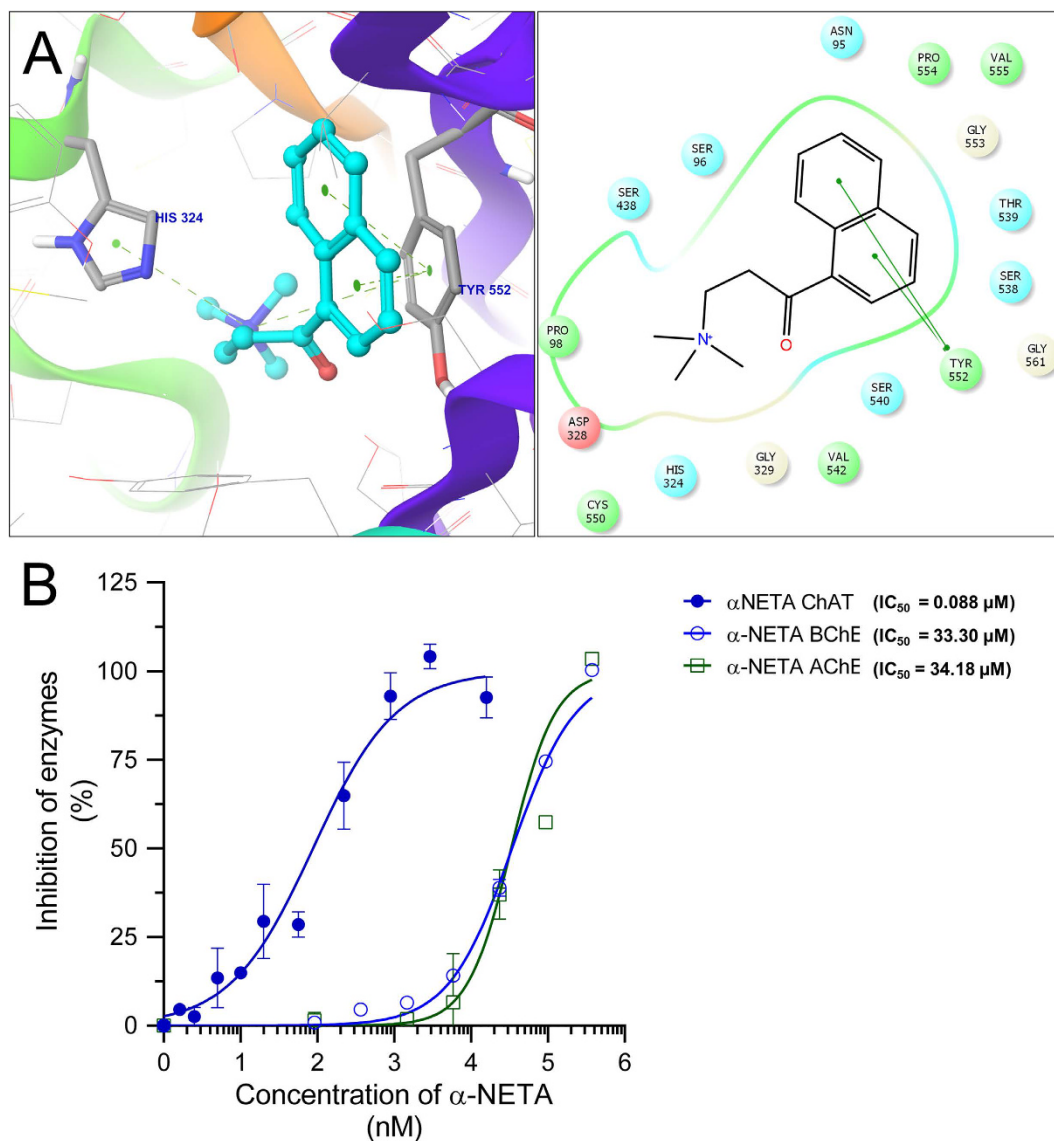 A
HIS 324
TYR 552
ASN
95
PRO
554
VAL
555
GLY
553
SER
96
SER
438
THR
539
SER
538
PRO
98
GLY
561
TYR
552
SER
540
ASP
328
HIS
324
GLY
329
VAL
542
CYS
550
N+
O
B
125
100
75
50
25
0
Inhibition of enzymes
(%)
0 1 2 3 4 5 6
Concentration of α-NETA
(nM)
αNETA ChAT (IC50 = 0.088 µM)
α-NETA BChE (IC50 = 33.30 µM)
α-NETA AChE (IC50 = 34.18 µM)